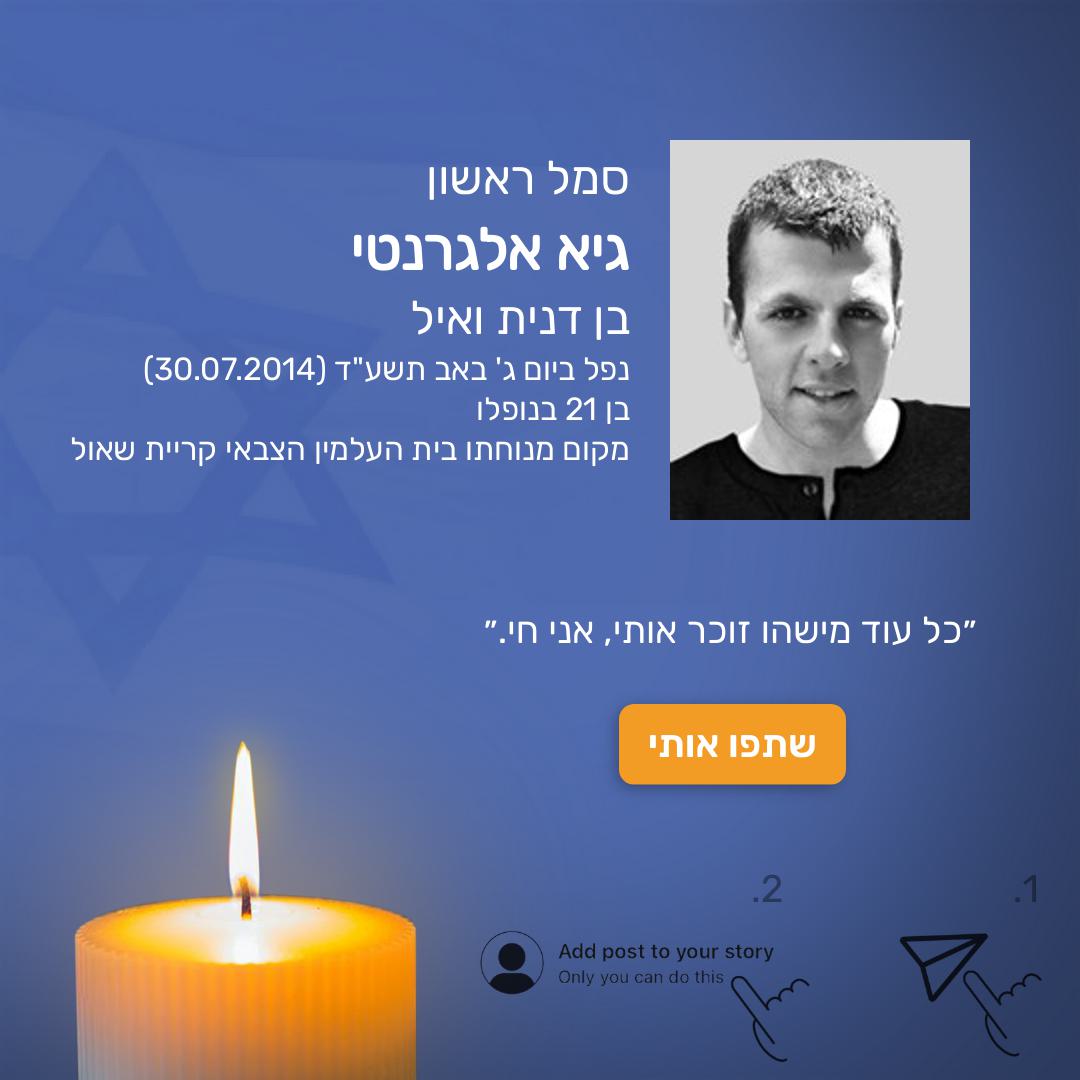 סמל ראשון
גיא אלגרנטי
בן דנית ואיל
נפל ביום ג' באב תשע"ד (30.07.2014)
בן 21 בנופלו
מקום מנוחתו בית העלמין הצבאי קריית שאול
״כל עוד מישהו זוכר אותי, אני חי.״
שתפו אותי
.1
.2
Add post to your story
Only you can do this